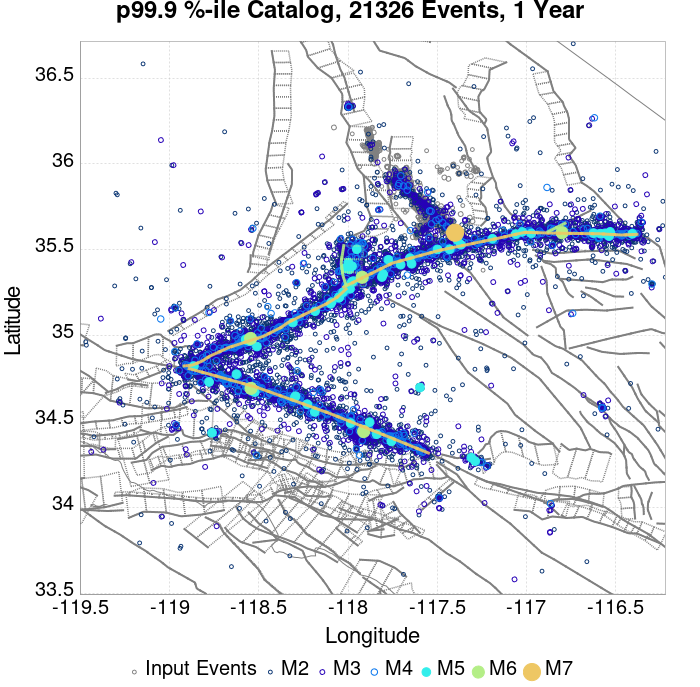 p99.9 %-ile Catalog, 21326 Events, 1 Year
36.5
36
35.5
35
34.5
34
33.5
Latitude
-119.5 -119 -118.5 -118 -117.5 -117 -116.5
Longitude
Input Events M2 M3 M4 M5 M6 M7